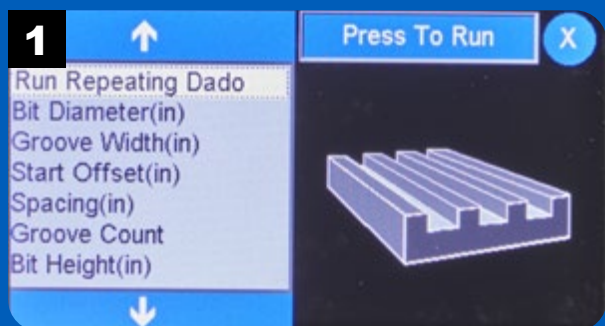 1
Press To Run
X
Run Repeating Dado
Bit Diameter(in)
Groove Width(in)
Start Offset(in)
Spacing(in)
Groove Count
Bit Height(in)